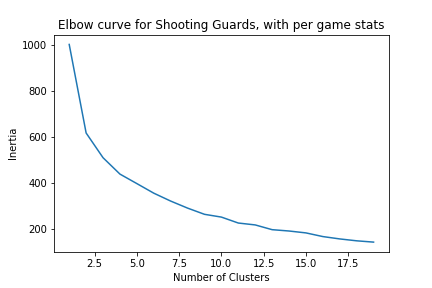 Elbow curve for Shooting Guards, with per game stats
1000
800
600
400
200
Inertia
2.5 5.0 7.5 10.0 12.5 15.0 17.5
Number of Clusters